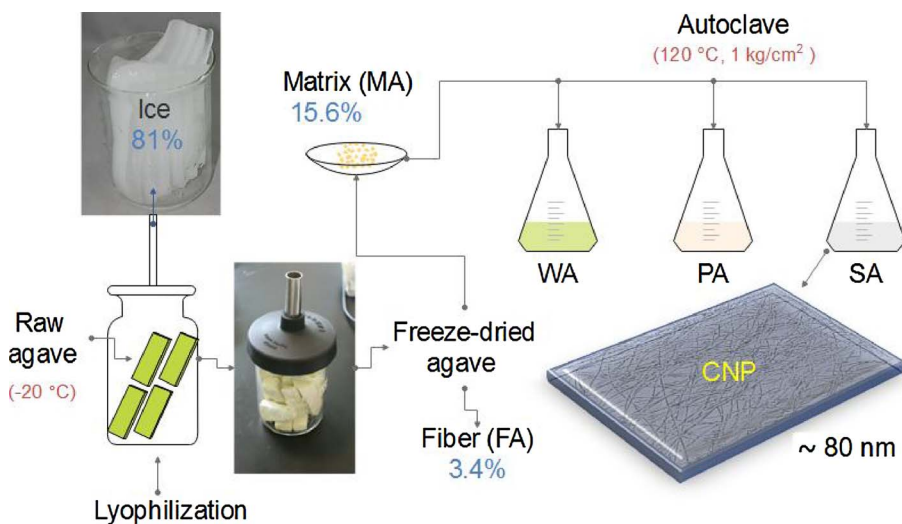 Ice
81%
Raw
agave
(-20 °C)
Lyophilization
Matrix (MA)
15.6%
Freeze-dried
agave
Fiber (FA)
3.4%
Autoclave
(120 °C, 1 kg/cm²)
WA
PA
SA
CNP
~ 80 nm